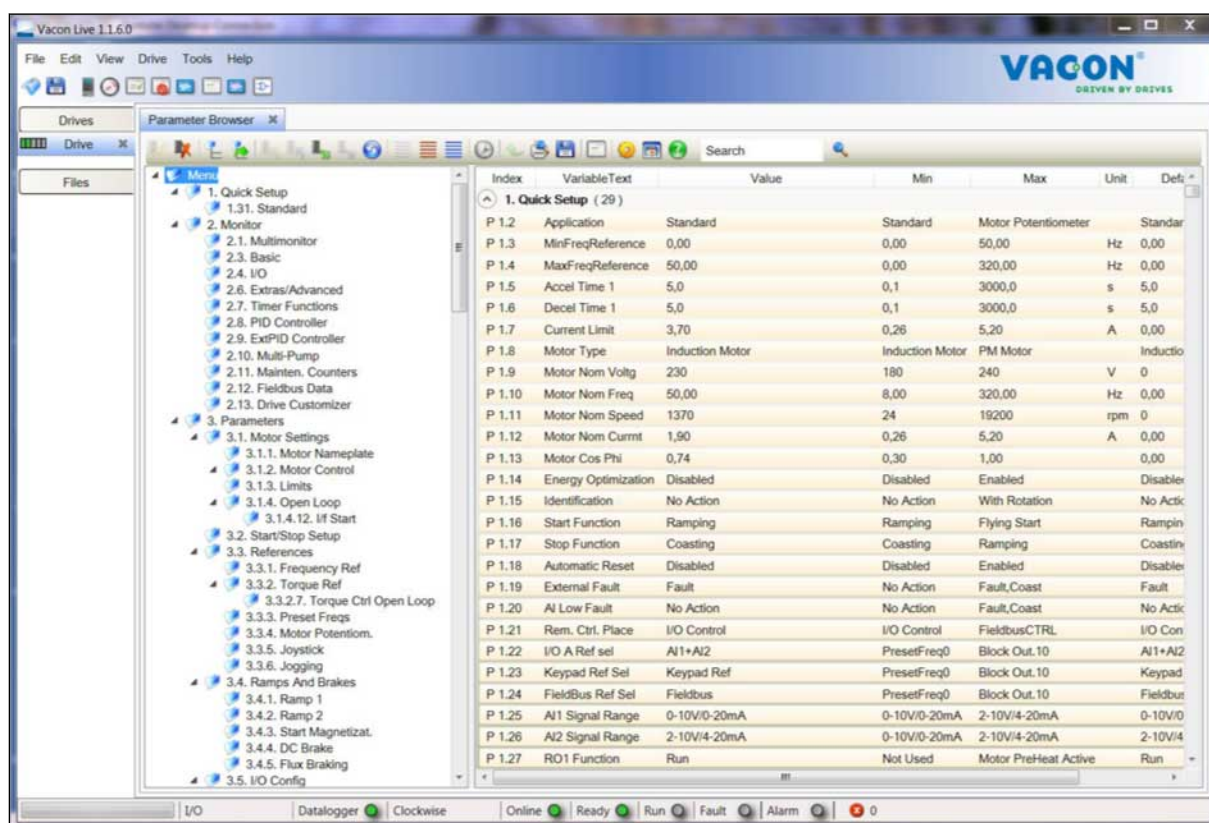 Vacon Live 1.1.6.0
File Edit View Drive Tools Help
VACON®
DRIVEN BY DRIVES
Drives
Drive
Files
Parameter Browser
Search
Menu
1. Quick Setup
1.31. Standard
2. Monitor
2.1. Multimonitor
2.3. Basic
2.4. I/O
2.6. Extras/Advanced
2.7. Timer Functions
2.8. PID Controller
2.9. ExtPID Controller
2.10. Multi-Pump
2.11. Mainten. Counters
2.12. Fieldbus Data
2.13. Drive Customizer
3. Parameters
3.1. Motor Settings
3.1.1. Motor Nameplate
3.1.2. Motor Control
3.1.3. Limits
3.1.4. Open Loop
3.1.4.12. I/f Start
3.2. Start/Stop Setup
3.3. References
3.3.1. Frequency Ref
3.3.2. Torque Ref
3.3.2.7. Torque Ctrl Open Loop
3.3.3. Preset Freqs
3.3.4. Motor Potentiom.
3.3.5. Joystick
3.3.6. Jogging
3.4. Ramps And Brakes
3.4.1. Ramp 1
3.4.2. Ramp 2
3.4.3. Start Magnetizat.
3.4.4. DC Brake
3.4.5. Flux Braking
3.5. I/O Config
Index VariableText Value Min Max Unit Defa
1. Quick Setup (29)
P 1.2 Application Standard Standard Motor Potentiometer Standar
P 1.3 MinFreqReference 0,00 0,00 50,00 Hz 0,00
P 1.4 MaxFreqReference 50,00 0,00 320,00 Hz 0,00
P 1.5 Accel Time 1 5,0 0,1 3000,0 s 5,0
P 1.6 Decel Time 1 5,0 0,1 3000,0 s 5,0
P 1.7 Current Limit 3,70 0,26 5,20 A 0,00
P 1.8 Motor Type Induction Motor Induction Motor PM Motor Inductio
P 1.9 Motor Nom Voltg 230 180 240 V 0
P 1.10 Motor Nom Freq 50,00 8,00 320,00 Hz 0,00
P 1.11 Motor Nom Speed 1370 24 19200 rpm 0
P 1.12 Motor Nom Currnt 1,90 0,26 5,20 A 0,00
P 1.13 Motor Cos Phi 0,74 0,30 1,00 0,00
P 1.14 Energy Optimization Disabled Disabled Enabled Disable
P 1.15 Identification No Action No Action With Rotation No Actic
P 1.16 Start Function Ramping Ramping Flying Start Rampin
P 1.17 Stop Function Coasting Coasting Ramping Coastin
P 1.18 Automatic Reset Disabled Disabled Enabled Disable
P 1.19 External Fault Fault No Action Fault,Coast Fault
P 1.20 AI Low Fault No Action No Action Fault,Coast No Actic
P 1.21 Rem. Ctrl. Place I/O Control I/O Control FieldbusCTRL I/O Con
P 1.22 I/O A Ref sel AI1+AI2 PresetFreq0 Block Out.10 AI1+AI2
P 1.23 Keypad Ref Sel Keypad Ref PresetFreq0 Block Out.10 Keypad
P 1.24 FieldBus Ref Sel Fieldbus PresetFreq0 Block Out.10 Fieldbus
P 1.25 AI1 Signal Range 0-10V/0-20mA 0-10V/0-20mA 2-10V/4-20mA 0-10V/0
P 1.26 AI2 Signal Range 2-10V/4-20mA 0-10V/0-20mA 2-10V/4-20mA 2-10V/4
P 1.27 RO1 Function Run Not Used Motor PreHeat Active Run
I/O Datalogger Clockwise Online Ready Run Fault Alarm 0